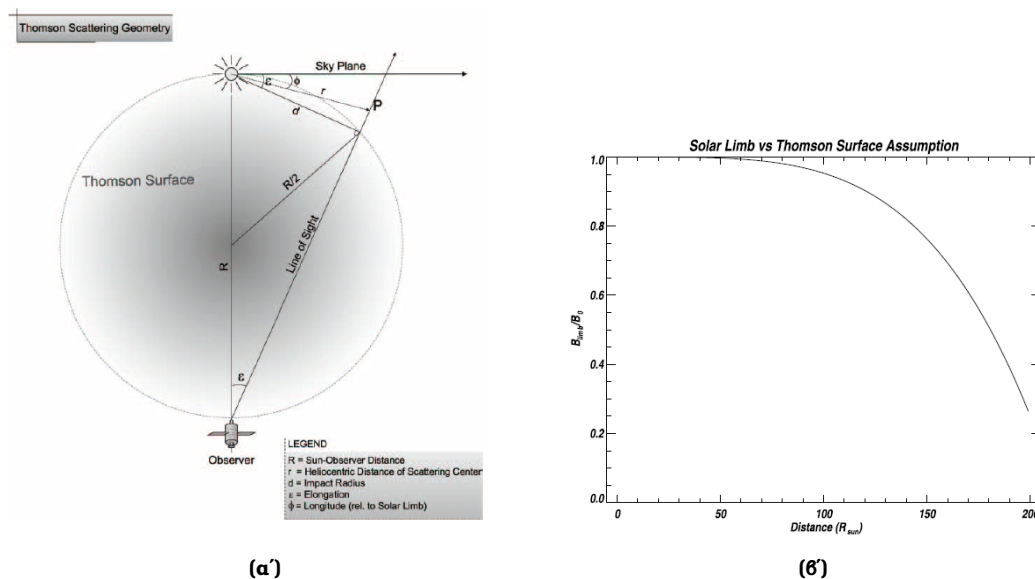 Thomson Scattering Geometry
Sky Plane
ε
ϕ
r
P
d
Thomson Surface
R/2
R
Line of Sight
ε
Observer
LEGEND
R = Sun-Observer Distance
r = Heliocentric Distance of Scattering Center
d = Impact Radius
ε = Elongation
ϕ = Longitude (rel. to Solar Limb)
(α΄)
Solar Limb vs Thomson Surface Assumption
1.0
0.8
0.6
0.4
0.2
0.0
B_limb/B_0
0
50
100
150
200
Distance (R_sun)
(β΄)